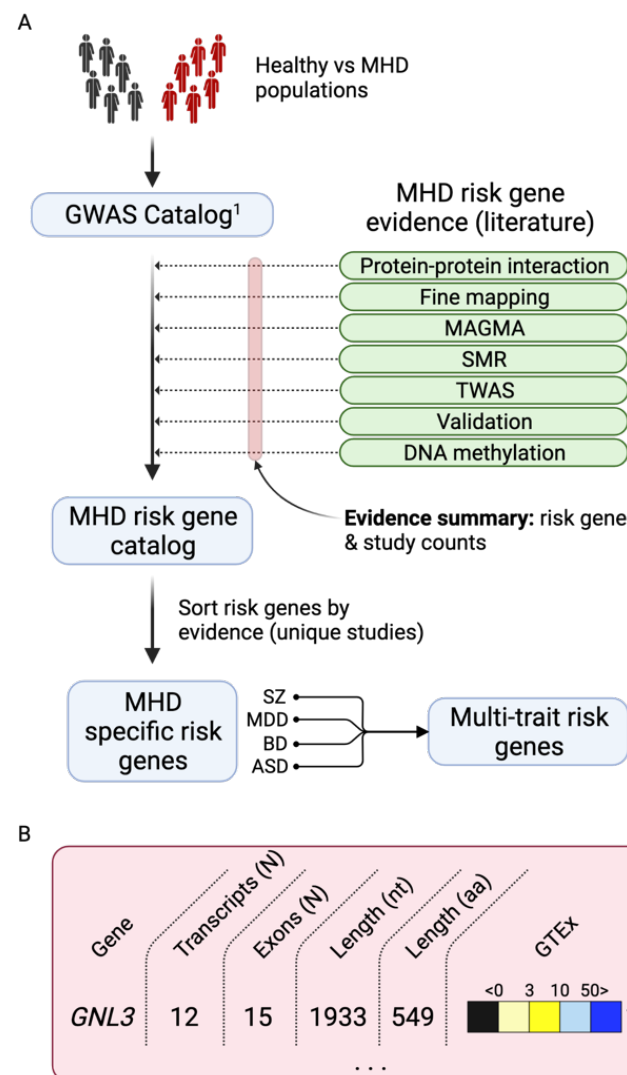 A
Healthy vs MHD
populations
GWAS Catalog¹
MHD risk gene
evidence (literature)
Protein-protein interaction
Fine mapping
MAGMA
SMR
TWAS
Validation
DNA methylation
MHD risk gene
catalog
Evidence summary: risk gene
& study counts
Sort risk genes by
evidence (unique studies)
MHD
specific risk
genes
SZ
MDD
BD
ASD
Multi-trait risk
genes
B
Gene
Transcripts (N)
Exons (N)
Length (nt)
Length (aa)
GTEx
<0 3 10 50>
GNL3 12 15 1933 549
...